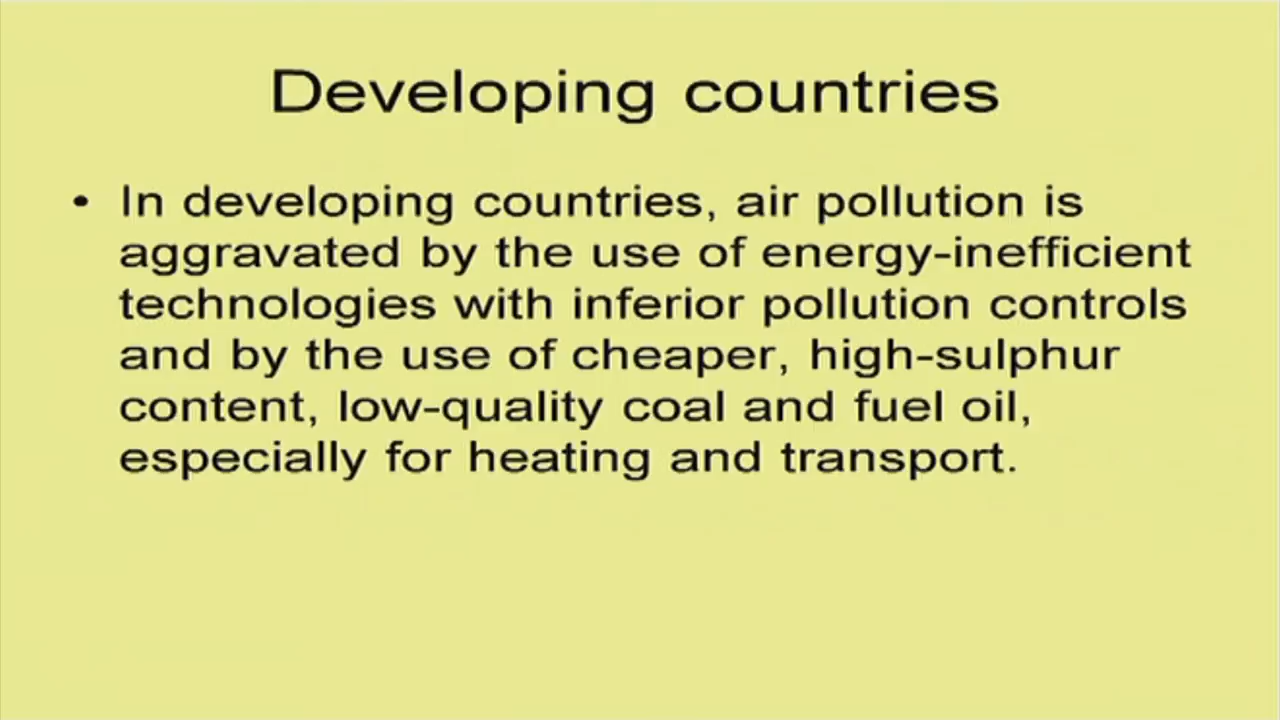 Developing countries
• In developing countries, air pollution is
aggravated by the use of energy-inefficient
technologies with inferior pollution controls
and by the use of cheaper, high-sulphur
content, low-quality coal and fuel oil,
especially for heating and transport.